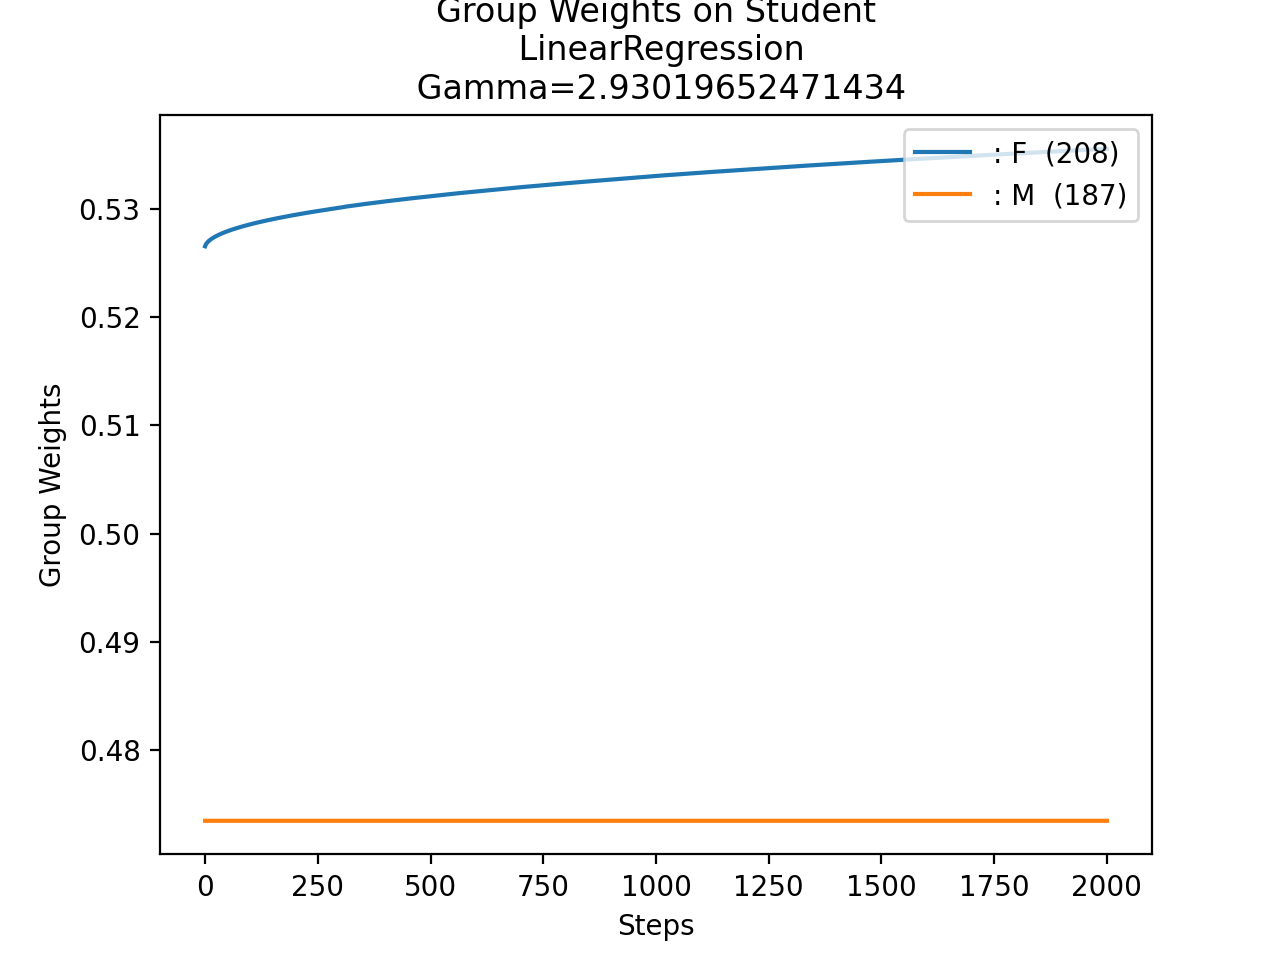 Group Weights on Student
LinearRegression
Gamma=2.93019652471434
: F (208)
: M (187)
0.53
0.52
0.51
0.50
0.49
0.48
Group Weights
0 250 500 750 1000 1250 1500 1750 2000
Steps